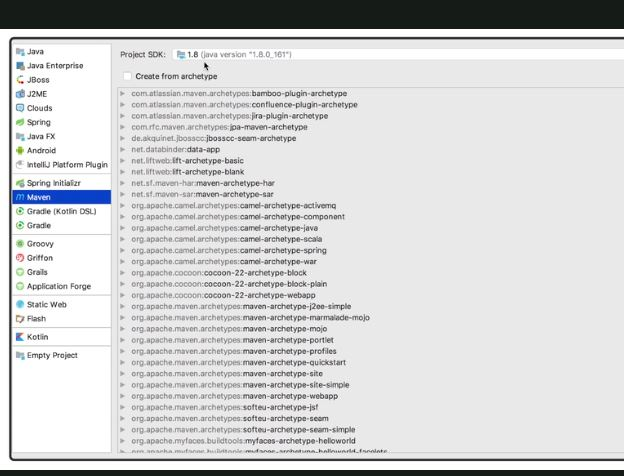 Java
Java Enterprise
JBoss
J2ME
Clouds
Spring
Java FX
Android
IntelliJ Platform Plugin
Spring Initializr
Maven
Gradle (Kotlin DSL)
Gradle
Groovy
Griffon
Grails
Application Forge
Static Web
Flash
Kotlin
Empty Project
Project SDK: 1.8 (java version "1.8.0_161")
Create from archetype
com.atlassian.maven.archetypes:bamboo-plugin-archetype
com.atlassian.maven.archetypes:confluence-plugin-archetype
com.atlassian.maven.archetypes:jira-plugin-archetype
com.rfc.maven.archetypes:jpa-maven-archetype
de.akquinet.jbosscc:jbosscc-seam-archetype
net.databinder:data-app
net.liftweb:lift-archetype-basic
net.liftweb:lift-archetype-blank
net.sf.maven-har:maven-archetype-har
net.sf.maven-sar:maven-archetype-sar
org.apache.camel.archetypes:camel-archetype-activemq
org.apache.camel.archetypes:camel-archetype-component
org.apache.camel.archetypes:camel-archetype-java
org.apache.camel.archetypes:camel-archetype-scala
org.apache.camel.archetypes:camel-archetype-spring
org.apache.camel.archetypes:camel-archetype-war
org.apache.cocoon:cocoon-22-archetype-block
org.apache.cocoon:cocoon-22-archetype-block-plain
org.apache.cocoon:cocoon-22-archetype-webapp
org.apache.maven.archetypes:maven-archetype-j2ee-simple
org.apache.maven.archetypes:maven-archetype-marmalade-mojo
org.apache.maven.archetypes:maven-archetype-mojo
org.apache.maven.archetypes:maven-archetype-portlet
org.apache.maven.archetypes:maven-archetype-profiles
org.apache.maven.archetypes:maven-archetype-quickstart
org.apache.maven.archetypes:maven-archetype-site
org.apache.maven.archetypes:maven-archetype-site-simple
org.apache.maven.archetypes:maven-archetype-webapp
org.apache.maven.archetypes:softeu-archetype-jsf
org.apache.maven.archetypes:softeu-archetype-seam
org.apache.maven.archetypes:softeu-archetype-seam-simple
org.apache.myfaces.buildtools:myfaces-archetype-helloworld
org.apache.myfaces.buildtools:myfaces-archetype-helloworld-facelets